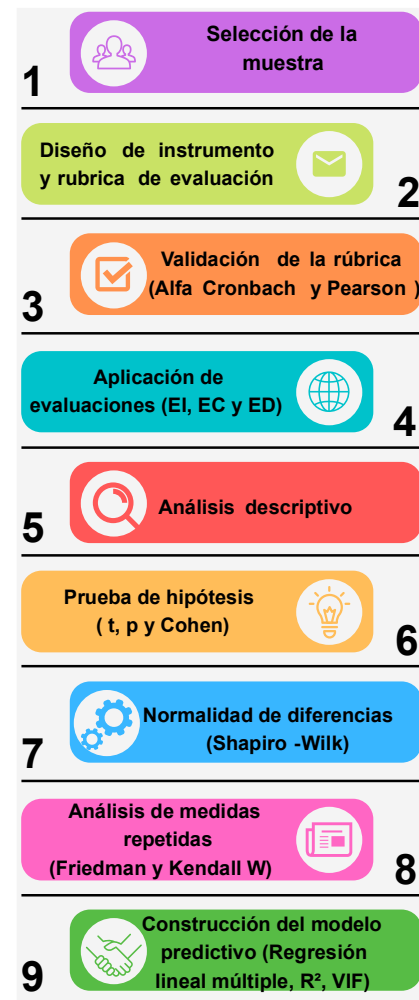 1
Selección de la
muestra
Diseño de instrumento
y rubrica de evaluación
2
3
Validación de la rúbrica
(Alfa Cronbach y Pearson )
Aplicación de
evaluaciones (EI, EC y ED)
4
5
Análisis descriptivo
Prueba de hipótesis
( t, p y Cohen)
6
7
Normalidad de diferencias
(Shapiro -Wilk)
Análisis de medidas
repetidas
(Friedman y Kendall W)
8
9
Construcción del modelo
predictivo (Regresión
lineal múltiple, R², VIF)